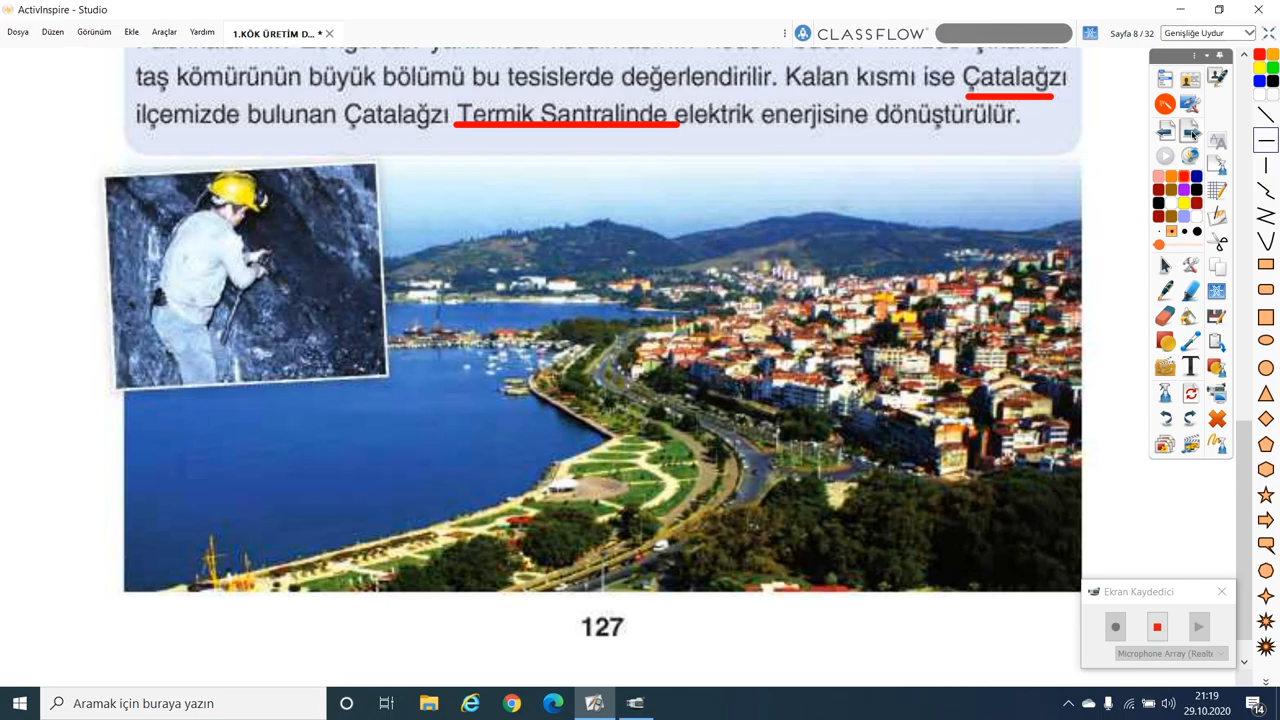 ActivInspire - Studio
Dosya Düzen Görünüm Ekle Araçlar Yardım
1.KÖK ÜRETİM D... *
CLASSFLOW
Sayfa 8 / 32
Genişliğe Uydur
taş kömürünün büyük bölümü bu tesislerde değerlendirilir. Kalan kısmı ise Çatalağzı
ilçemizde bulunan Çatalağzı Termik Santralinde elektrik enerjisine dönüştürülür.
127
T
Ekran Kaydedici
Microphone Array (Realt
Aramak için buraya yazın
21:19
29.10.2020
14